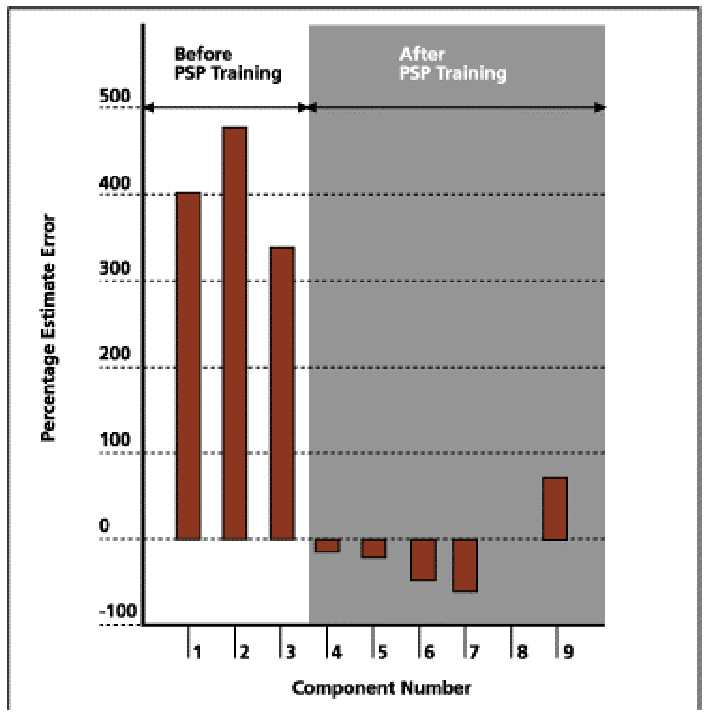 Before
PSP Training
After
PSP Training
500
400
300
200
100
0
-100
Percentage Estimate Error
1 2 3 4 5 6 7 8 9
Component Number